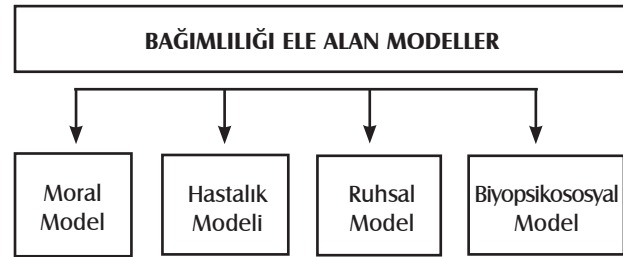 BAĞIMLILIĞI ELE ALAN MODELLER
Moral
Model
Hastalık
Modeli
Ruhsal
Model
Biyopsikososyal
Model